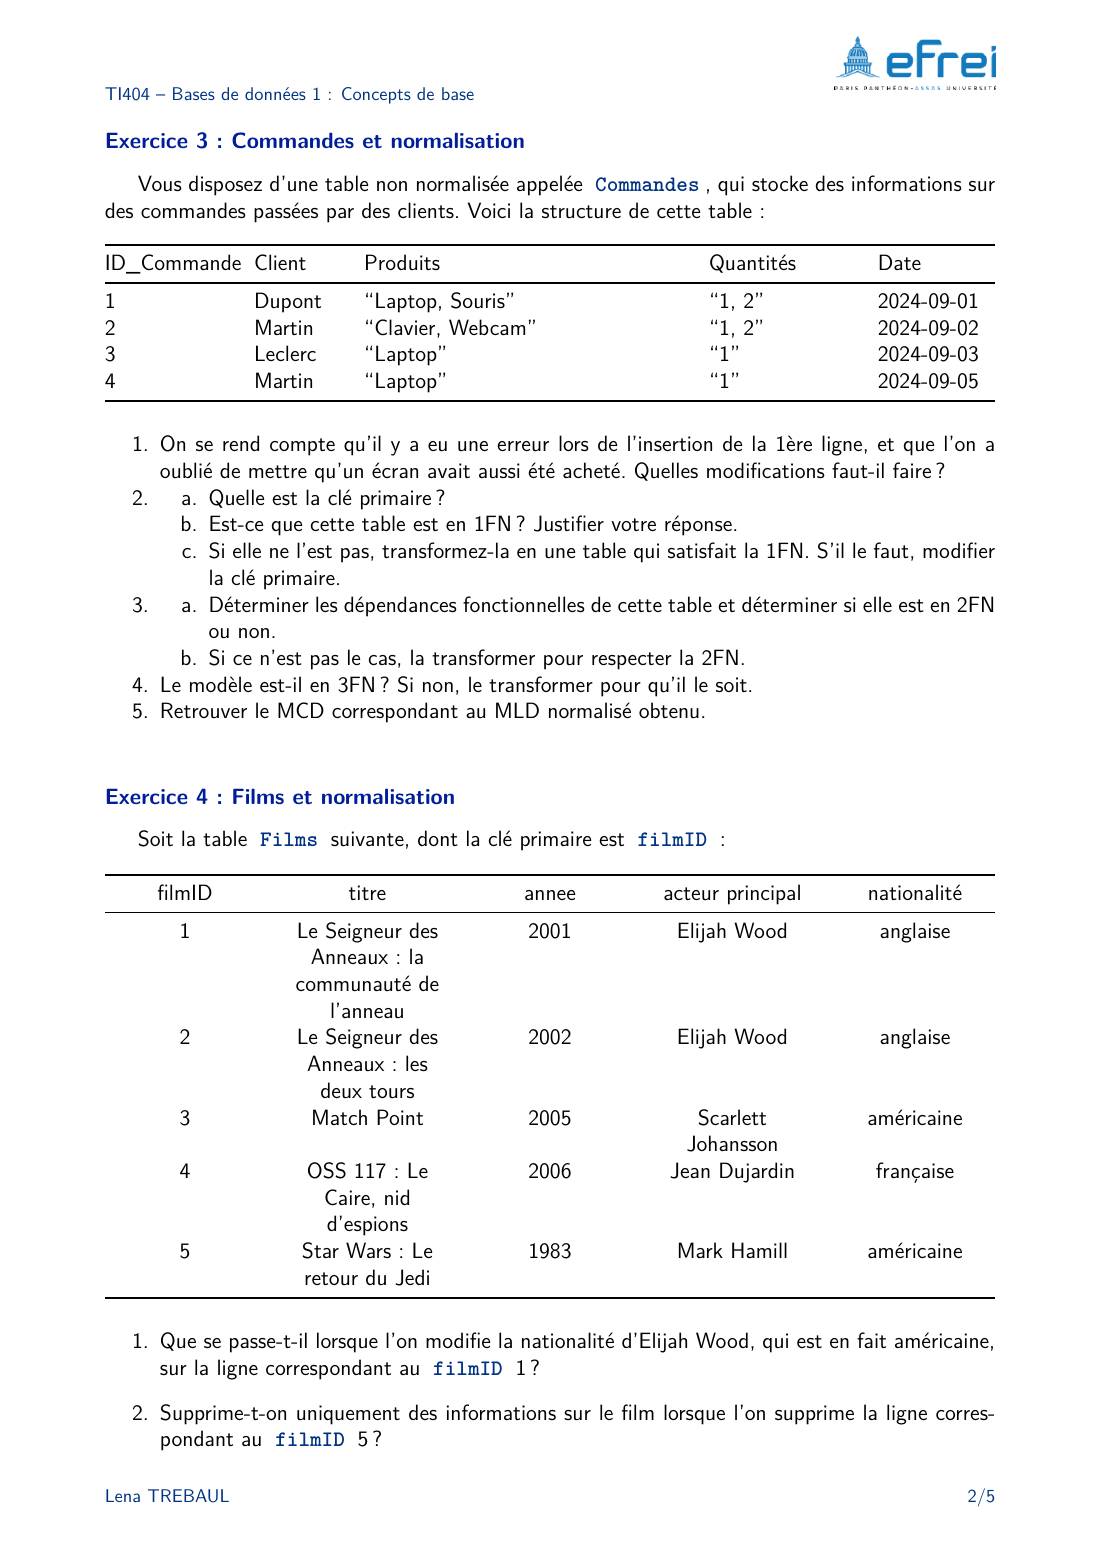 efrei
PARIS PANTHÉON-ASSAS UNIVERSITÉ
TI404 – Bases de données 1 : Concepts de base
Exercice 3 : Commandes et normalisation
Vous disposez d'une table non normalisée appelée Commandes , qui stocke des informations sur
des commandes passées par des clients. Voici la structure de cette table :
ID_Commande Client Produits Quantités Date
1 Dupont “Laptop, Souris” “1, 2” 2024-09-01
2 Martin “Clavier, Webcam” “1, 2” 2024-09-02
3 Leclerc “Laptop” “1” 2024-09-03
4 Martin “Laptop” “1” 2024-09-05
1. On se rend compte qu'il y a eu une erreur lors de l'insertion de la 1ère ligne, et que l'on a
oublié de mettre qu'un écran avait aussi été acheté. Quelles modifications faut-il faire ?
2. a. Quelle est la clé primaire ?
b. Est-ce que cette table est en 1FN ? Justifier votre réponse.
c. Si elle ne l'est pas, transformez-la en une table qui satisfait la 1FN. S'il le faut, modifier
la clé primaire.
3. a. Déterminer les dépendances fonctionnelles de cette table et déterminer si elle est en 2FN
ou non.
b. Si ce n'est pas le cas, la transformer pour respecter la 2FN.
4. Le modèle est-il en 3FN ? Si non, le transformer pour qu'il le soit.
5. Retrouver le MCD correspondant au MLD normalisé obtenu.
Exercice 4 : Films et normalisation
Soit la table Films suivante, dont la clé primaire est filmID :
filmID titre annee acteur principal nationalité
1 Le Seigneur des 2001 Elijah Wood anglaise
Anneaux : la
communauté de
l'anneau
2 Le Seigneur des 2002 Elijah Wood anglaise
Anneaux : les
deux tours
3 Match Point 2005 Scarlett américaine
Johansson
4 OSS 117 : Le 2006 Jean Dujardin française
Caire, nid
d'espions
5 Star Wars : Le 1983 Mark Hamill américaine
retour du Jedi
1. Que se passe-t-il lorsque l'on modifie la nationalité d'Elijah Wood, qui est en fait américaine,
sur la ligne correspondant au filmID 1 ?
2. Supprime-t-on uniquement des informations sur le film lorsque l'on supprime la ligne corres-
pondant au filmID 5 ?
Lena TREBAUL 2/5